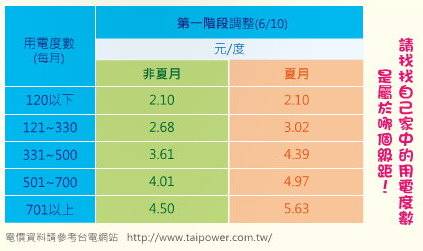 用電度數
(每月)
第一階段調整(6/10)
元/度
非夏月 夏月
120以下 2.10 2.10
121~330 2.68 3.02
331~500 3.61 4.39
501~700 4.01 4.97
701以上 4.50 5.63
請找找自己家中的用電度數
是屬於哪個級距！
電價資料請參考台電網站 http://www.taipower.com.tw/